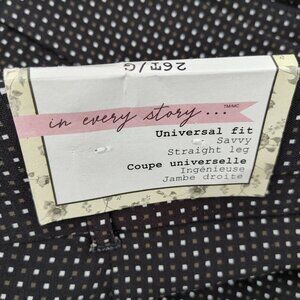 26T/G
in every story...
TM/MC
Universal fit
Savvy
Straight leg
Coupe universelle
Ingénieuse
Jambe droite